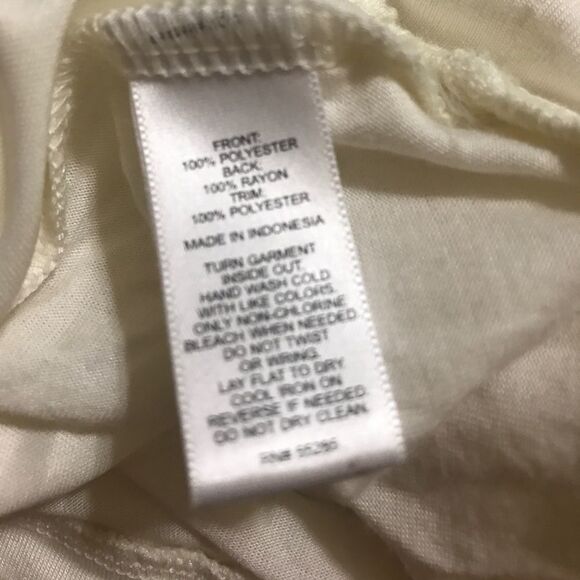 FRONT:
100% POLYESTER
BACK:
100% RAYON
TRIM:
100% POLYESTER
MADE IN INDONESIA
TURN GARMENT
INSIDE OUT.
HAND WASH COLD
WITH LIKE COLORS.
ONLY NON-CHLORINE
BLEACH WHEN NEEDED.
DO NOT TWIST
OR WRING.
LAY FLAT TO DRY
COOL IRON ON
REVERSE IF NEEDED.
DO NOT DRY CLEAN.
RN#